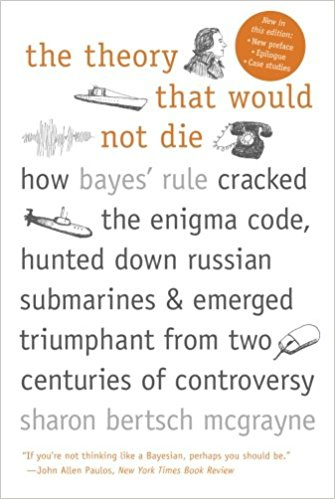 the theory
that would
not die
New in
this edition:
• New preface
• Epilogue
• Case studies
how bayes' rule cracked
the enigma code,
hunted down russian
submarines & emerged
triumphant from two
centuries of controversy
sharon bertsch mcgrayne
"If you're not thinking like a Bayesian, perhaps you should be."
—John Allen Paulos, New York Times Book Review